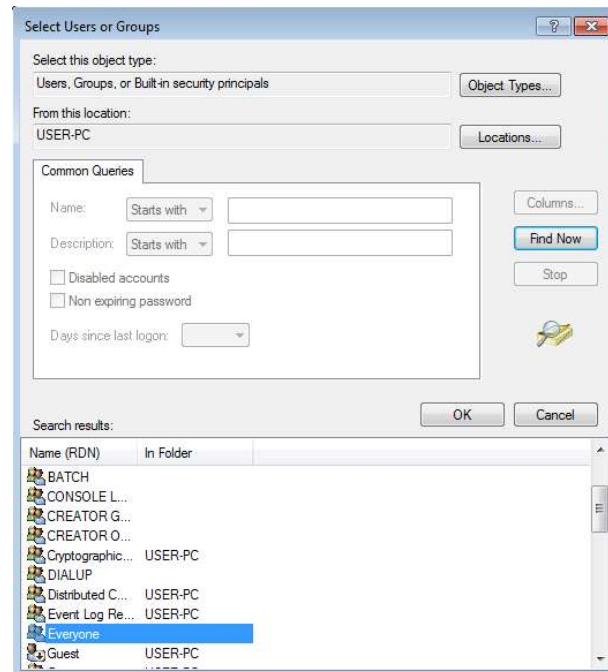 Select Users or Groups
Select this object type:
Users, Groups, or Built-in security principals
Object Types...
From this location:
USER-PC
Locations...
Common Queries
Name: Starts with
Columns...
Description: Starts with
Find Now
Disabled accounts
Stop
Non expiring password
Days since last logon:
OK Cancel
Search results:
Name (RDN) In Folder
BATCH
CONSOLE L...
CREATOR G...
CREATOR O...
Cryptographic... USER-PC
DIALUP
Distributed C... USER-PC
Event Log Re... USER-PC
Everyone
Guest USER-PC